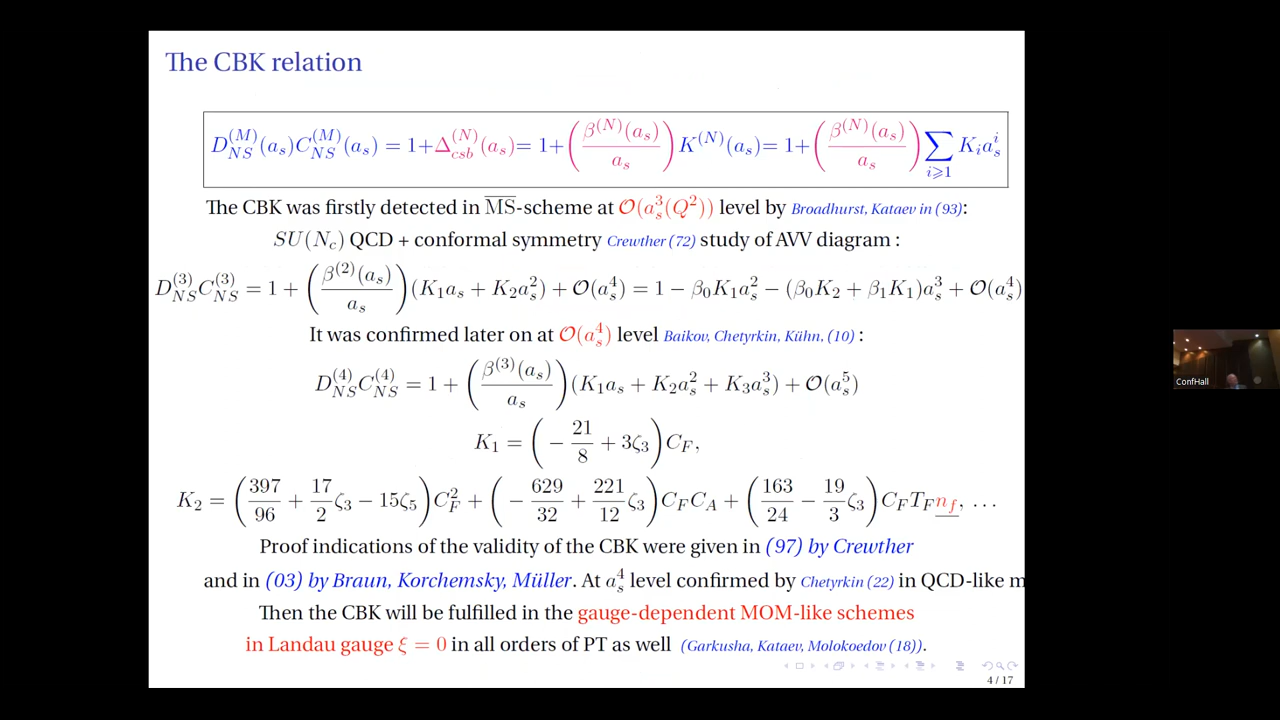 The CBK relation
D_{NS}^{(M)}(a_s)C_{NS}^{(M)}(a_s) = 1+Δ_{csb}^{(N)}(a_s)= 1+(β^{(N)}(a_s)/a_s)K^{(N)}(a_s)= 1+(β^{(N)}(a_s)/a_s)∑_{i⩾1} K_i a_s^i
The CBK was firstly detected in \overline{MS}-scheme at O(a_s^3(Q^2)) level by Broadhurst, Kataev in (93):
SU(N_c) QCD + conformal symmetry Crewther (72) study of AVV diagram :
D_{NS}^{(3)}C_{NS}^{(3)} = 1 + (β^{(2)}(a_s)/a_s)(K_1a_s + K_2a_s^2) + O(a_s^4) = 1 − β_0K_1a_s^2 − (β_0K_2 + β_1K_1)a_s^3 + O(a_s^4)
It was confirmed later on at O(a_s^4) level Baikov, Chetyrkin, Kühn, (10) :
D_{NS}^{(4)}C_{NS}^{(4)} = 1 + (β^{(3)}(a_s)/a_s)(K_1a_s + K_2a_s^2 + K_3a_s^3) + O(a_s^5)
K_1 = (− 21/8 + 3ζ_3)C_F,
K_2 = (397/96 + 17/2 ζ_3 − 15ζ_5)C_F^2 + (− 629/32 + 221/12 ζ_3)C_FC_A + (163/24 − 19/3 ζ_3)C_FT_Fn_f, ...
Proof indications of the validity of the CBK were given in (97) by Crewther
and in (03) by Braun, Korchemsky, Müller. At a_s^4 level confirmed by Chetyrkin (22) in QCD-like m
Then the CBK will be fulfilled in the gauge-dependent MOM-like schemes
in Landau gauge ξ = 0 in all orders of PT as well (Garkusha, Kataev, Molokoedov (18)).
4 / 17
ConfHall